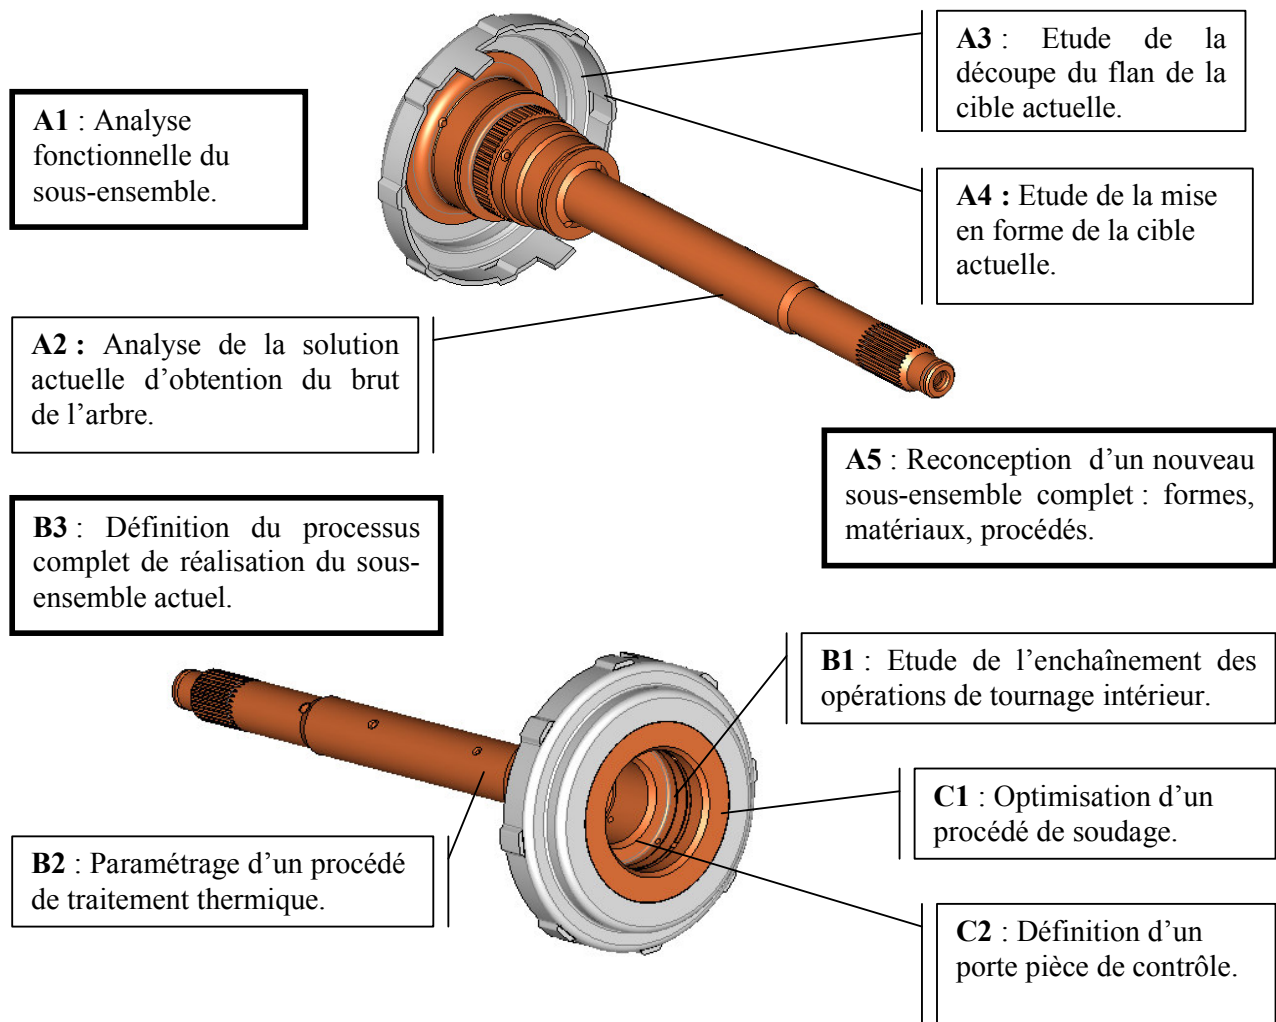 A1 : Analyse
fonctionnelle du
sous-ensemble.
A3 : Etude de la
découpe du flan de la
cible actuelle.
A4 : Etude de la mise
en forme de la cible
actuelle.
A2 : Analyse de la solution
actuelle d’obtention du brut
de l’arbre.
A5 : Reconception d’un nouveau
sous-ensemble complet : formes,
matériaux, procédés.
B3 : Définition du processus
complet de réalisation du sous-
ensemble actuel.
B1 : Etude de l’enchaînement des
opérations de tournage intérieur.
C1 : Optimisation d’un
procédé de soudage.
B2 : Paramétrage d’un procédé
de traitement thermique.
C2 : Définition d’un
porte pièce de contrôle.